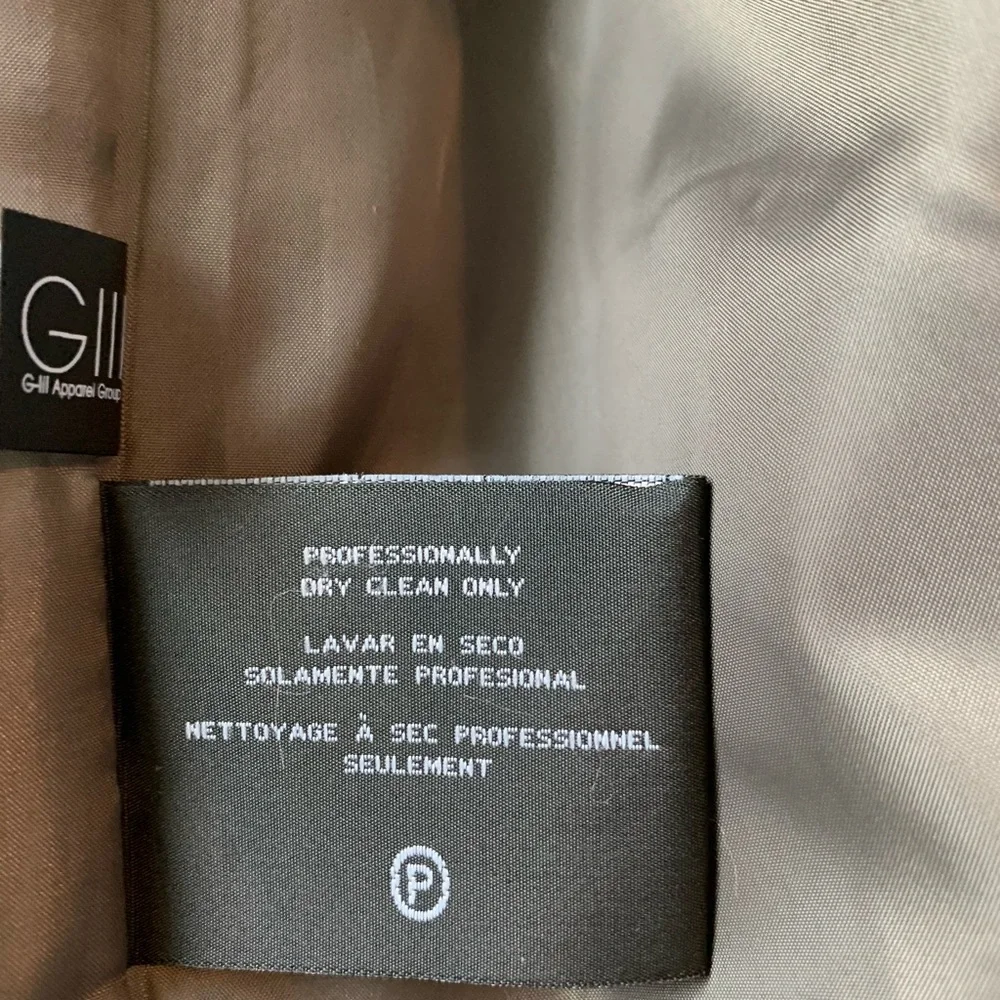 GIII
G-III Apparel Group
PROFESSIONALLY
DRY CLEAN ONLY
LAVAR EN SECO
SOLAMENTE PROFESIONAL
NETTOYAGE À SEC PROFESSIONNEL
SEULEMENT
P